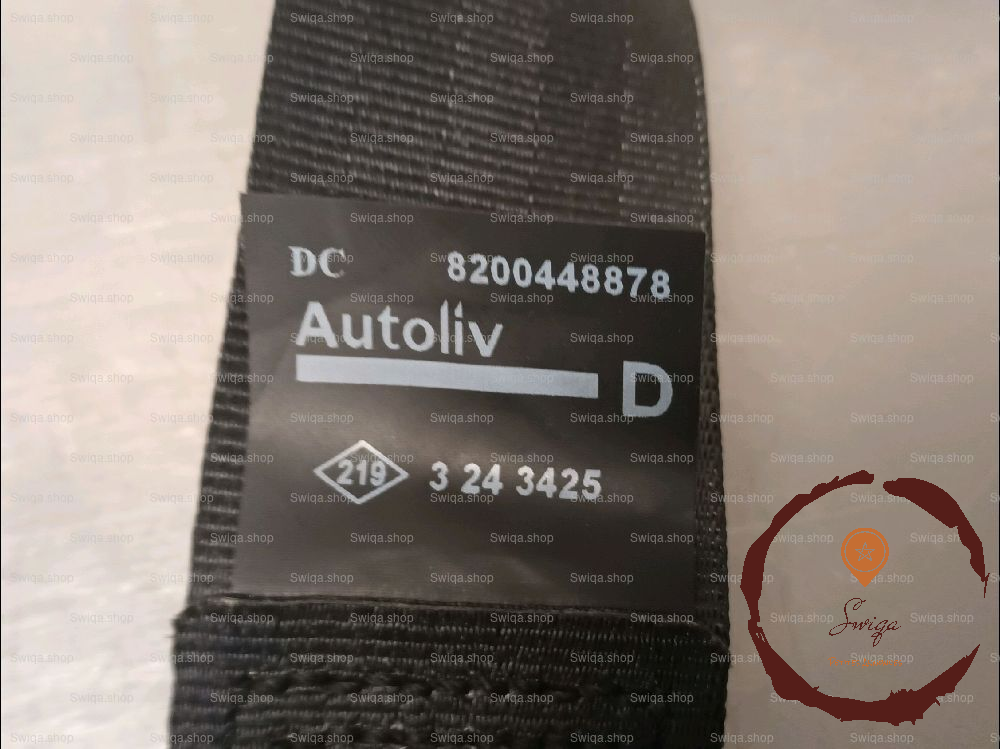 DC 8200448878
Autoliv
D
219 3 24 3425
Swiqa
Swiqa.shop